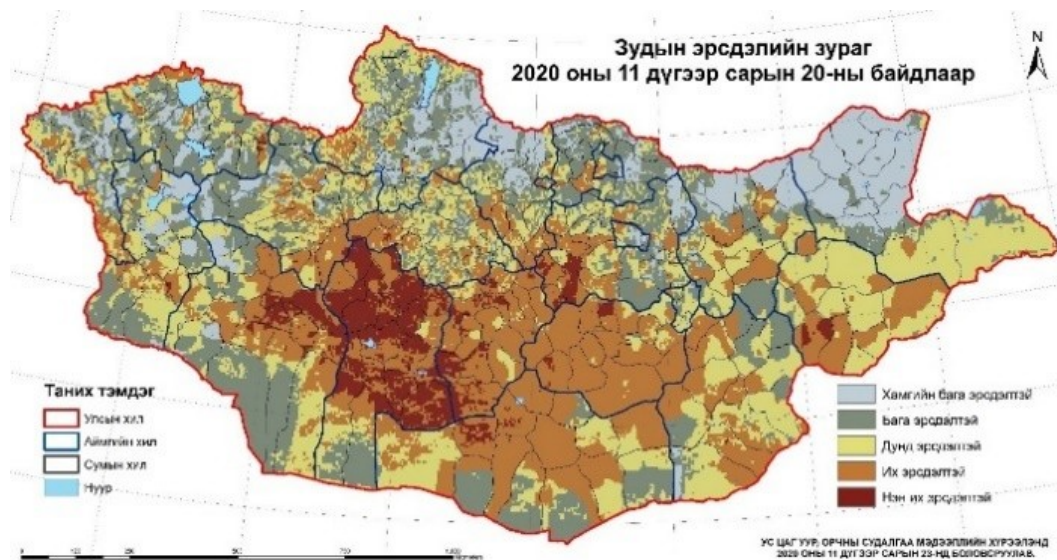 Зудын эрсдэлийн зураг
2020 оны 11 дүгээр сарын 20-ны байдлаар
N
Таних тэмдэг
Улсын хил
Аймгийн хил
Сумын хил
Нуур
Хамгийн бага эрсдэлтэй
Бага эрсдэлтэй
Дунд эрсдэлтэй
Их эрсдэлтэй
Нэн их эрсдэлтэй
УС ЦАГ УУР, ОРЧНЫ СУДАЛГАА МЭДЭЭЛЛИЙН ХҮРЭЭЛЭНД
2020 ОНЫ 11 ДҮГЭЭР САРЫН 23-НД БОЛОВСРУУЛАВ.